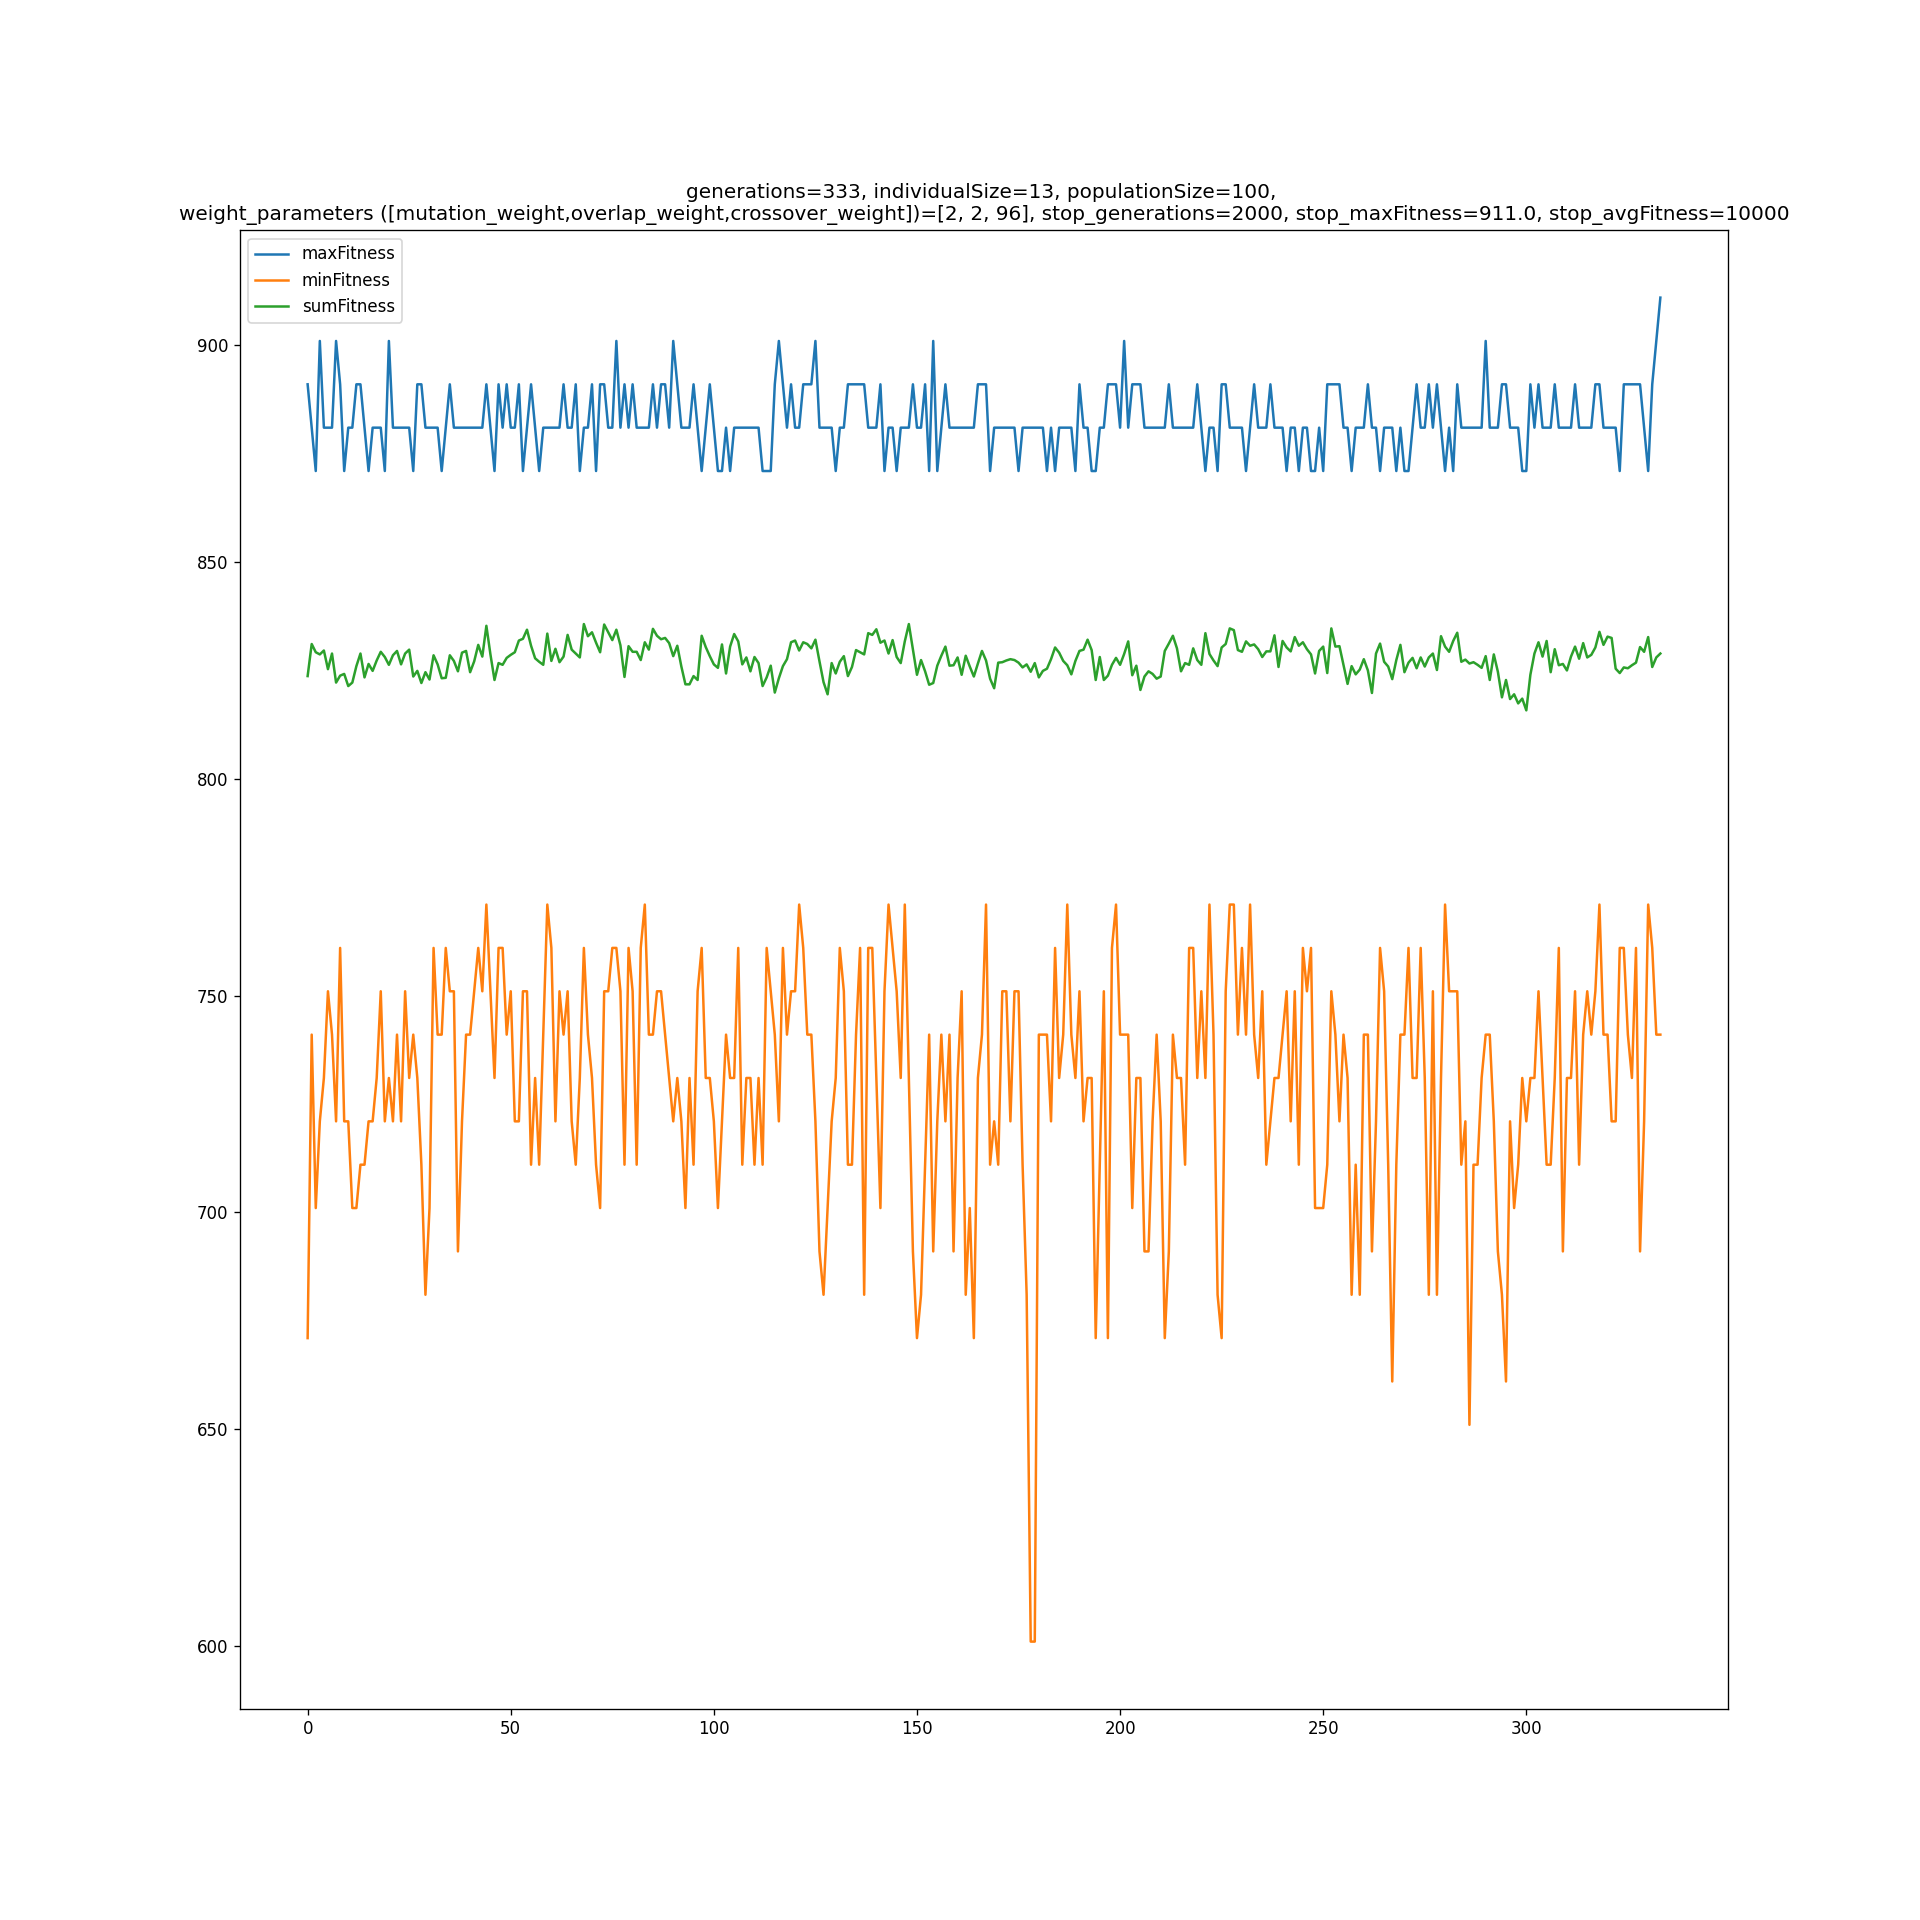 generations=333, individualSize=13, populationSize=100,
weight_parameters ([mutation_weight,overlap_weight,crossover_weight])=[2, 2, 96], stop_generations=2000, stop_maxFitness=911.0, stop_avgFitness=10000
maxFitness
minFitness
sumFitness
900
850
800
750
700
650
600
0
50
100
150
200
250
300